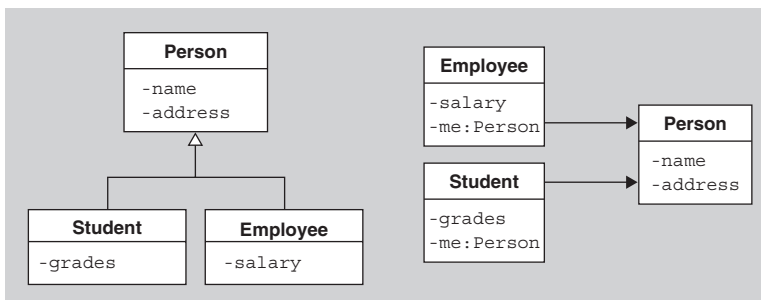 Person
-name
-address
Student
-grades
Employee
-salary
Employee
-salary
-me:Person
Student
-grades
-me:Person
Person
-name
-address